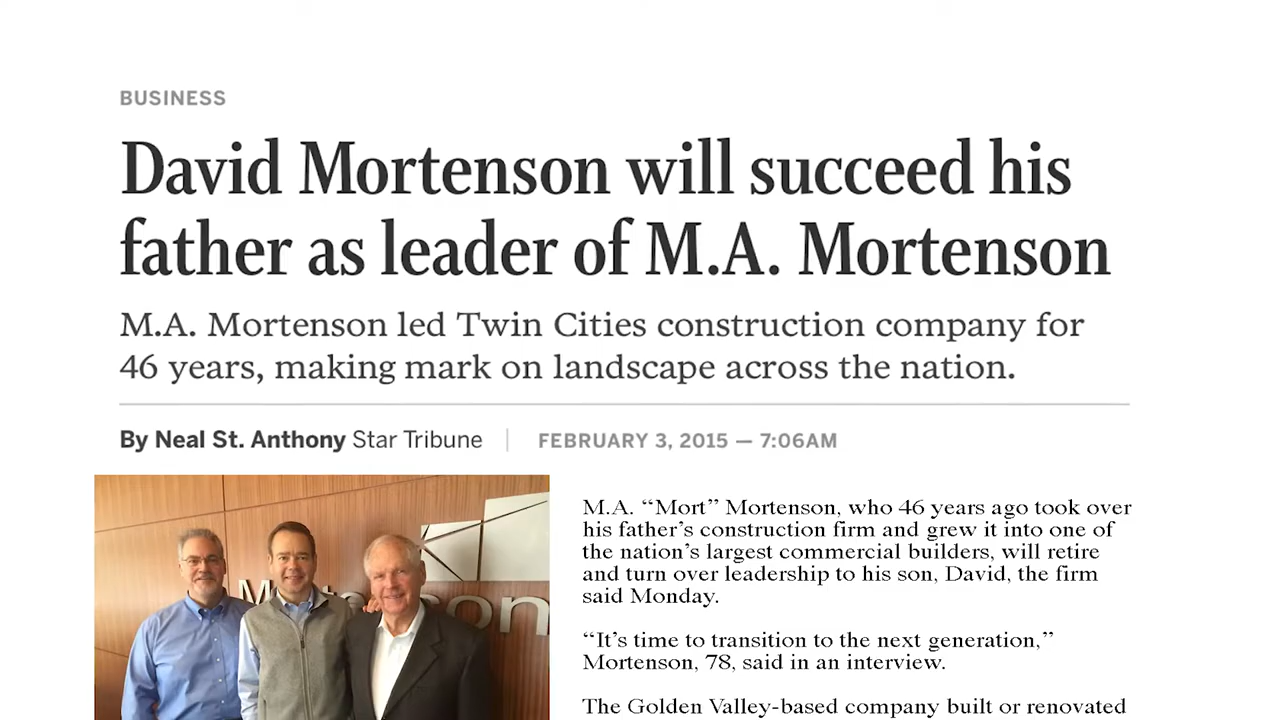 BUSINESS
David Mortenson will succeed his
father as leader of M.A. Mortenson
M.A. Mortenson led Twin Cities construction company for
46 years, making mark on landscape across the nation.
By Neal St. Anthony Star Tribune | FEBRUARY 3, 2015 — 7:06AM
M.A. “Mort” Mortenson, who 46 years ago took over
his father’s construction firm and grew it into one of
the nation’s largest commercial builders, will retire
and turn over leadership to his son, David, the firm
said Monday.
“It’s time to transition to the next generation,”
Mortenson, 78, said in an interview.
The Golden Valley-based company built or renovated